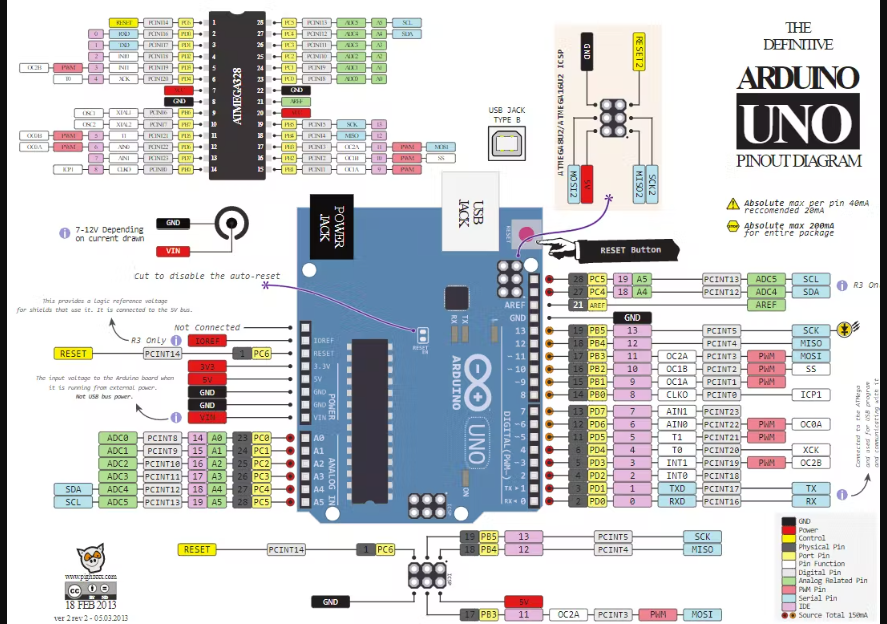 THE
DEFINITIVE
ARDUINO
UNO
PINOUT DIAGRAM
Absolute max per pin 40mA
reccomended 20mA
Absolute max 200mA
for entire package
RESET PCINT14 PC6 1
0 RXD PCINT16 PD0 2
1 TXD PCINT17 PD1 3
2 INT0 PCINT18 PD2 4
OC2B PWM 3 INT1 PCINT19 PD3 5
T0 4 XCK PCINT20 PD4 6
VCC 7
GND 8
OSC1 XTAL1 PCINT6 PB6 9
OSC2 XTAL2 PCINT7 PB7 10
OC0B PWM 5 T1 PCINT21 PD5 11
OC0A PWM 6 AIN0 PCINT22 PD6 12
7 AIN1 PCINT23 PD7 13
ICP1 8 CLKO PCINT0 PB0 14
ATMEGA328
28 PC5 PCINT13 ADC5 A5 SCL
27 PC4 PCINT12 ADC4 A4 SDA
26 PC3 PCINT11 ADC3 A3
25 PC2 PCINT10 ADC2 A2
24 PC1 PCINT9 ADC1 A1
23 PC0 PCINT8 ADC0 A0
22 GND
21 AREF
20
19 PB5 PCINT5 SCK 13
18 PB4 PCINT4 MISO 12
17 PB3 PCINT3 OC2A 11 PWM MOSI
16 PB2 PCINT2 OC1B 10 PWM SS
15 PB1 PCINT1 OC1A 9 PWM
USB JACK
TYPE B
ATMEGA8U2/ATMEGA16U2 ICSP
GND
RESET2
MOSI2
5V
MISO2
SCK2
7-12V Depending
on current drawn
GND
VIN
POWER
JACK
USB
JACK
RESET
RESET Button
Cut to disable the auto-reset
This provides a logic reference voltage
for shields that use it. It is connected to the 5V bus.
Not Connected
R3 Only
IOREF
RESET PCINT14 1 PC6
3V3
5V
GND
GND
VIN
The input voltage to the Arduino board when
it is running from external power.
Not USB bus power.
ADC0 PCINT8 14 A0 23 PC0
ADC1 PCINT9 15 A1 24 PC1
ADC2 PCINT10 16 A2 25 PC2
ADC3 PCINT11 17 A3 26 PC3
SDA ADC4 PCINT12 18 A4 27 PC4
SCL ADC5 PCINT13 19 A5 28 PC5
IOREF
RESET
3.3V
5V
GND
GND
VIN
POWER
A0
A1
A2
A3
A4
A5
ANALOG IN
RX
TX
L
RESET
EN
ARDUINO
UNO
ON
ICSP
DIGITAL (PWM~)
AREF
GND
13
12
~11
~10
~9
8
7
~6
~5
4
~3
2
TX 1
RX 0
28 PC5 19 A5 PCINT13 ADC5 SCL
27 PC4 18 A4 PCINT12 ADC4 SDA
R3 On
21 AREF AREF
GND
19 PB5 13 PCINT5 SCK
18 PB4 12 PCINT4 MISO
17 PB3 11 OC2A PCINT3 PWM MOSI
16 PB2 10 OC1B PCINT2 PWM SS
15 PB1 9 OC1A PCINT1 PWM
14 PB0 8 CLKO PCINT0 ICP1
13 PD7 7 AIN1 PCINT23
12 PD6 6 AIN0 PCINT22 PWM OC0A
11 PD5 5 T1 PCINT21 PWM
6 PD4 4 T0 PCINT20 XCK
5 PD3 3 INT1 PCINT19 PWM OC2B
4 PD2 2 INT0 PCINT18
3 PD1 1 TXD PCINT17 TX
2 PD0 0 RXD PCINT16 RX
Connected to the ATMega
and used for USB program
and communicating with it
RESET PCINT14 1 PC6
GND
ICSP
19 PB5 13 PCINT5 SCK
18 PB4 12 PCINT4 MISO
5V
17 PB3 11 OC2A PCINT3 PWM MOSI
GND
Power
Control
Physical Pin
Port Pin
Pin Function
Digital Pin
Analog Related Pin
PWM Pin
Serial Pin
IDE
Source Total 150mA
www.pighixxx.com
cc
18 FEB 2013
ver 2 rev 2 - 05.03.2013